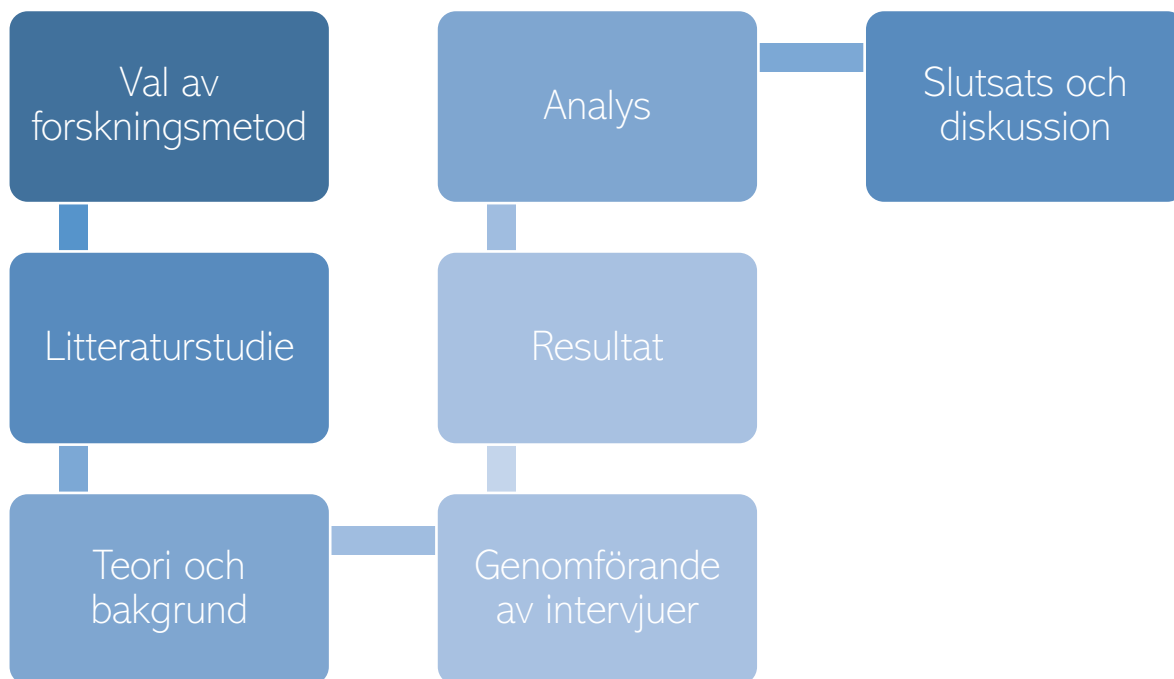 Val av
forskningsmetod
Litteraturstudie
Teori och
bakgrund
Genomförande
av intervjuer
Resultat
Analys
Slutsats och
diskussion